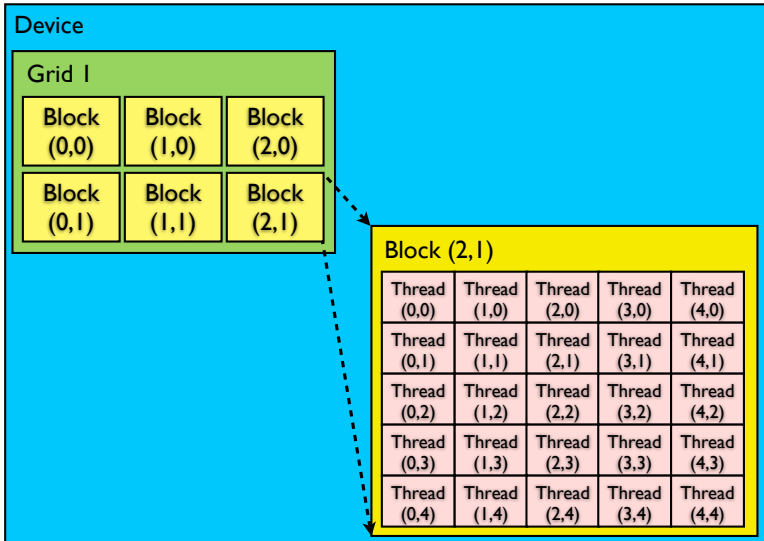 Device
Grid 1
Block Block Block
(0,0) (1,0) (2,0)
Block Block Block
(0,1) (1,1) (2,1)
Block (2,1)
Thread Thread Thread Thread Thread
(0,0) (1,0) (2,0) (3,0) (4,0)
Thread Thread Thread Thread Thread
(0,1) (1,1) (2,1) (3,1) (4,1)
Thread Thread Thread Thread Thread
(0,2) (1,2) (2,2) (3,2) (4,2)
Thread Thread Thread Thread Thread
(0,3) (1,3) (2,3) (3,3) (4,3)
Thread Thread Thread Thread Thread
(0,4) (1,4) (2,4) (3,4) (4,4)